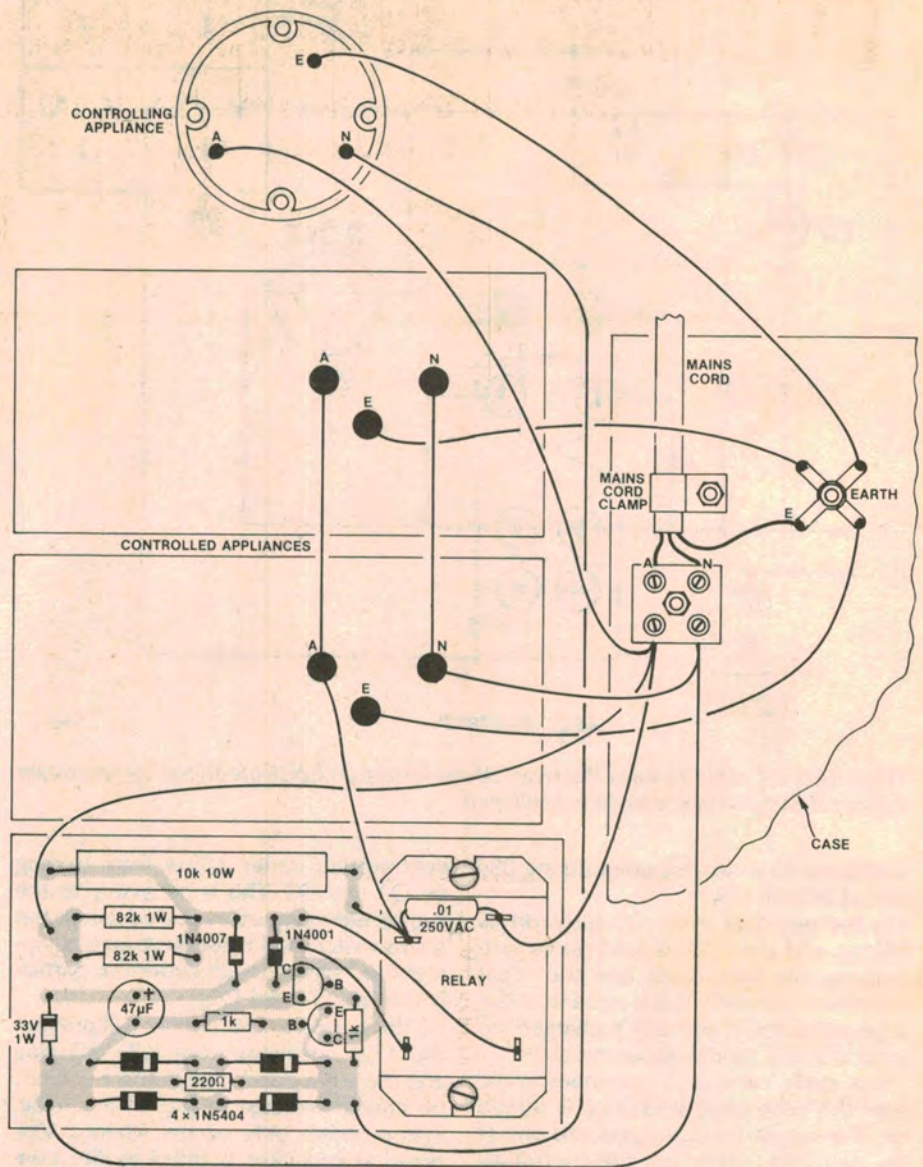 E
CONTROLLING
APPLIANCE
A
N
A
N
E
MAINS
CORD
MAINS
CORD
CLAMP
EARTH
E
CONTROLLED APPLIANCES
A
N
A
N
E
CASE
10k 10W
.01
250VAC
82k 1W
1N4007
1N4001
82k 1W
C
RELAY
E
B
+
47µF
1k
B
E
C
1k
33V
1W
220Ω
4 × 1N5404